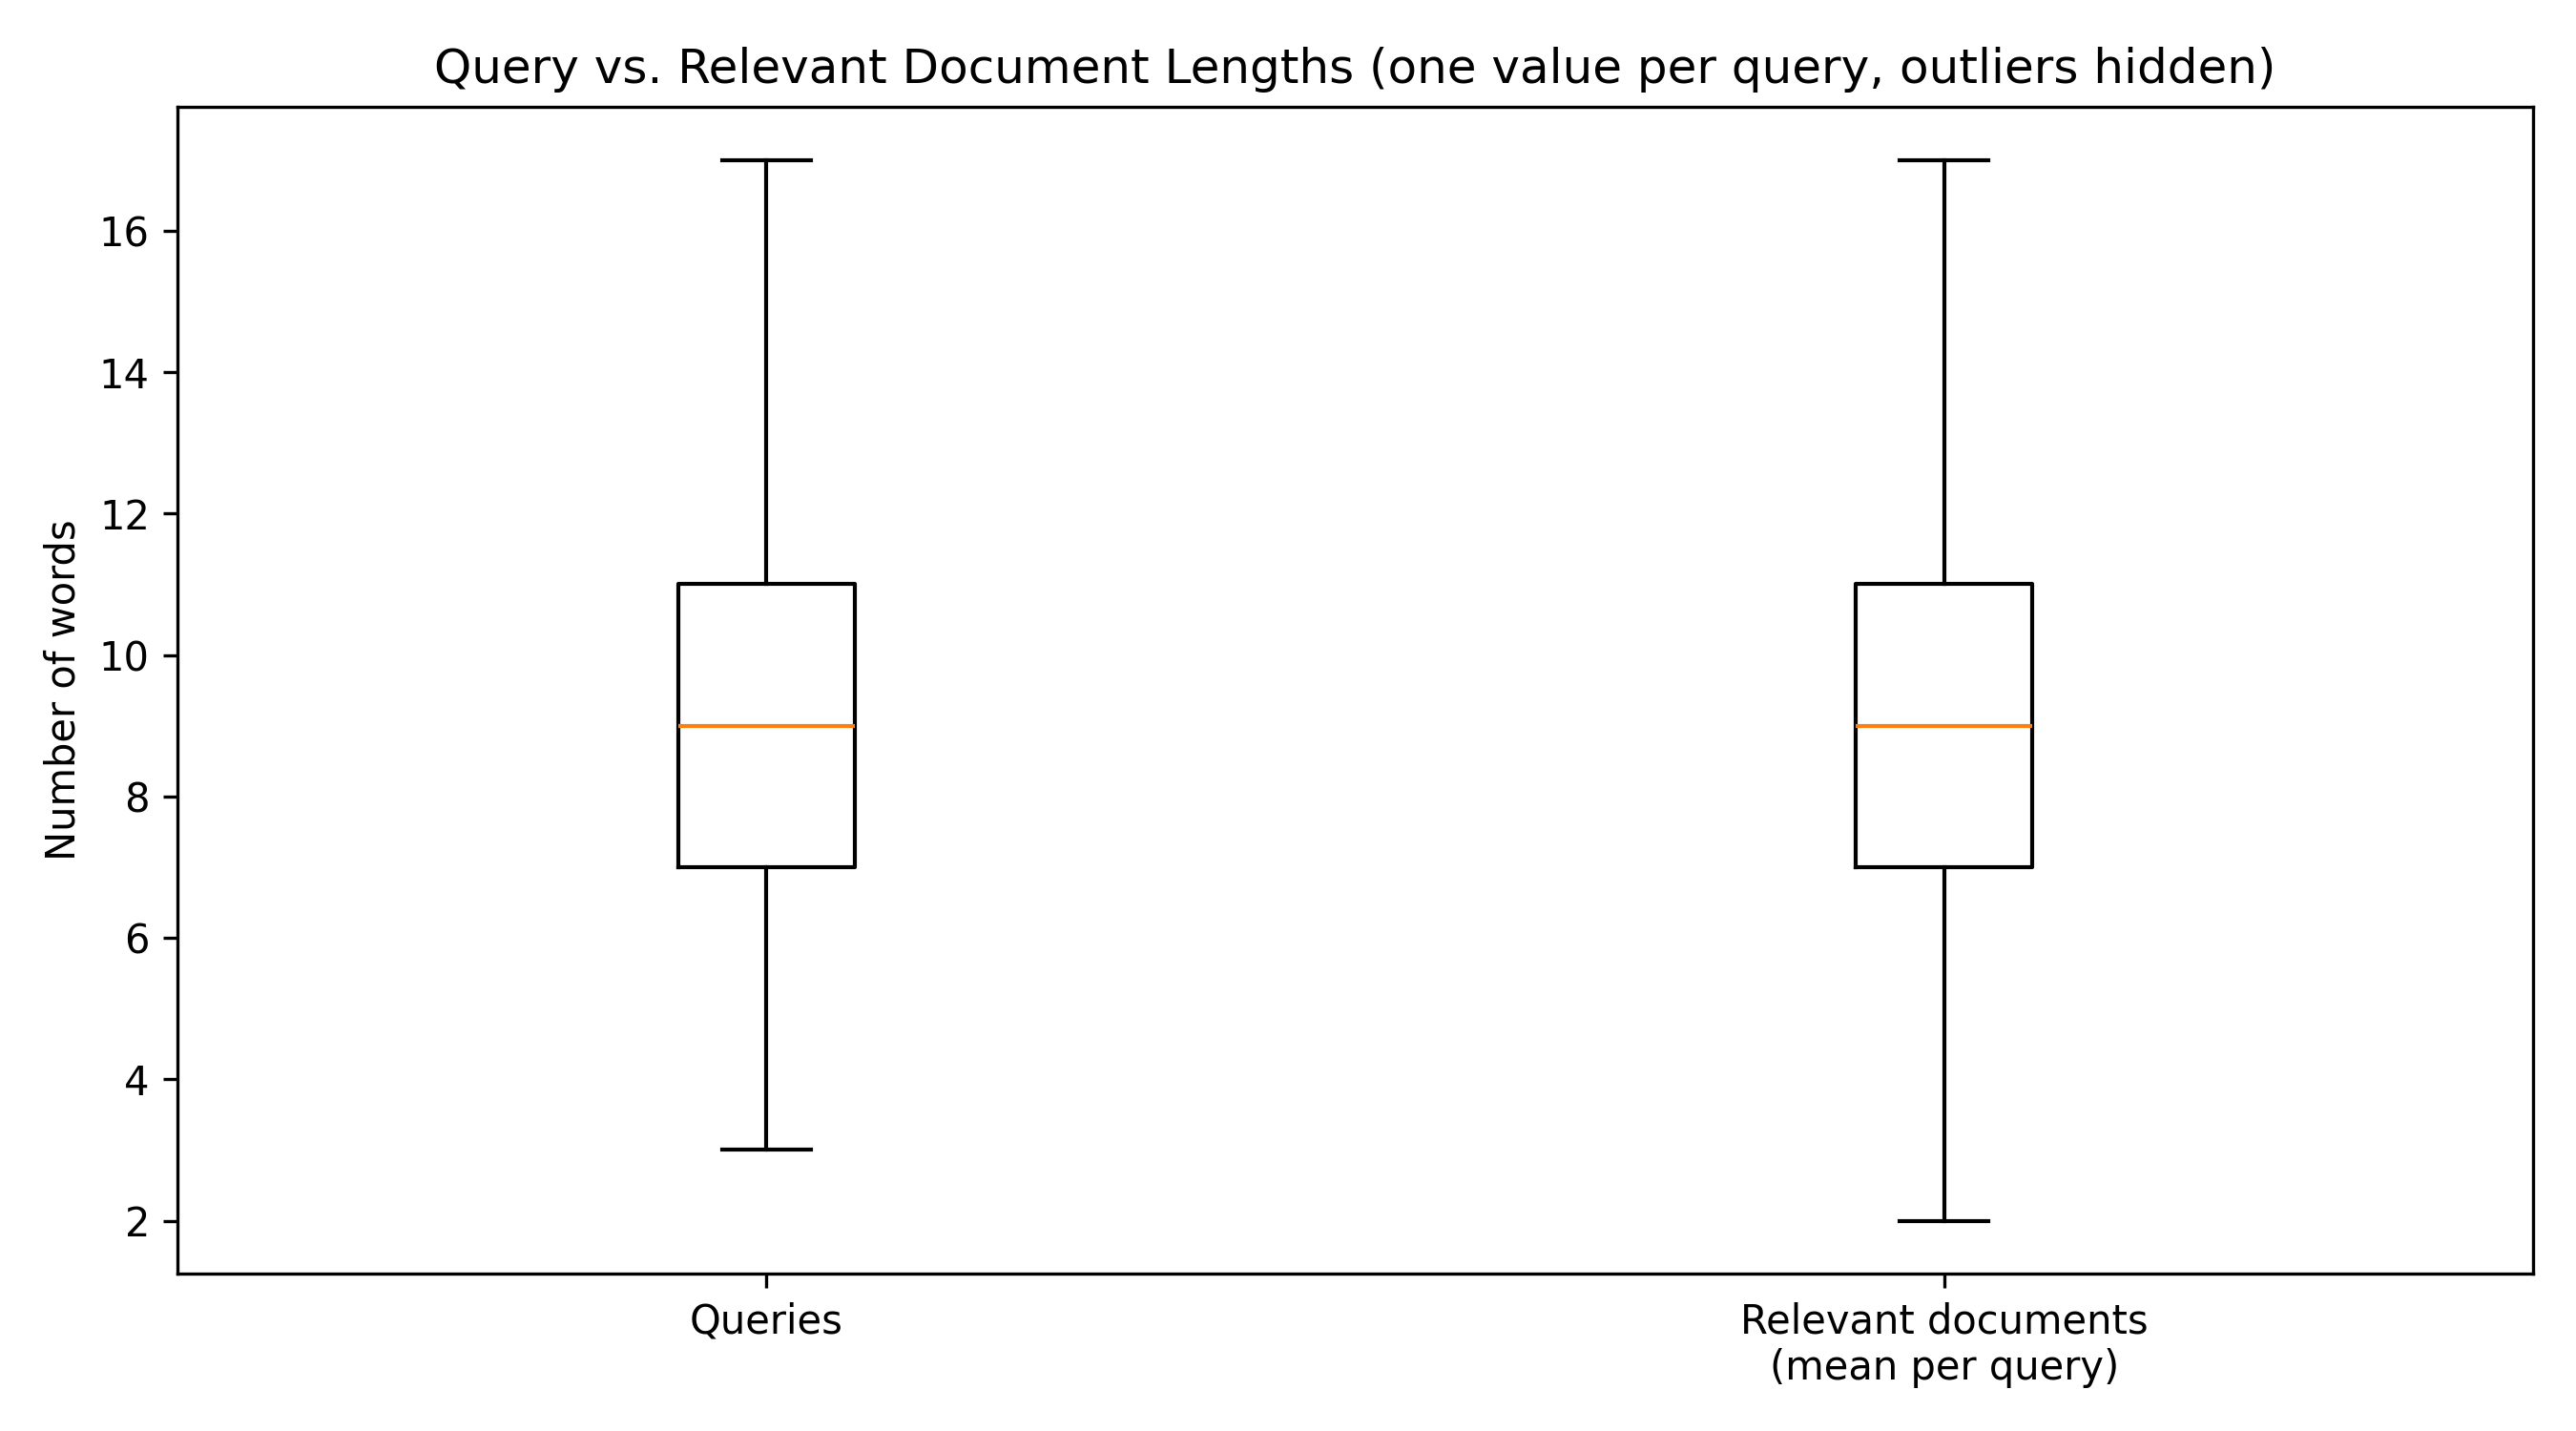 Query vs. Relevant Document Lengths (one value per query, outliers hidden)
Number of words
16
14
12
10
8
6
4
2
Queries
Relevant documents
(mean per query)